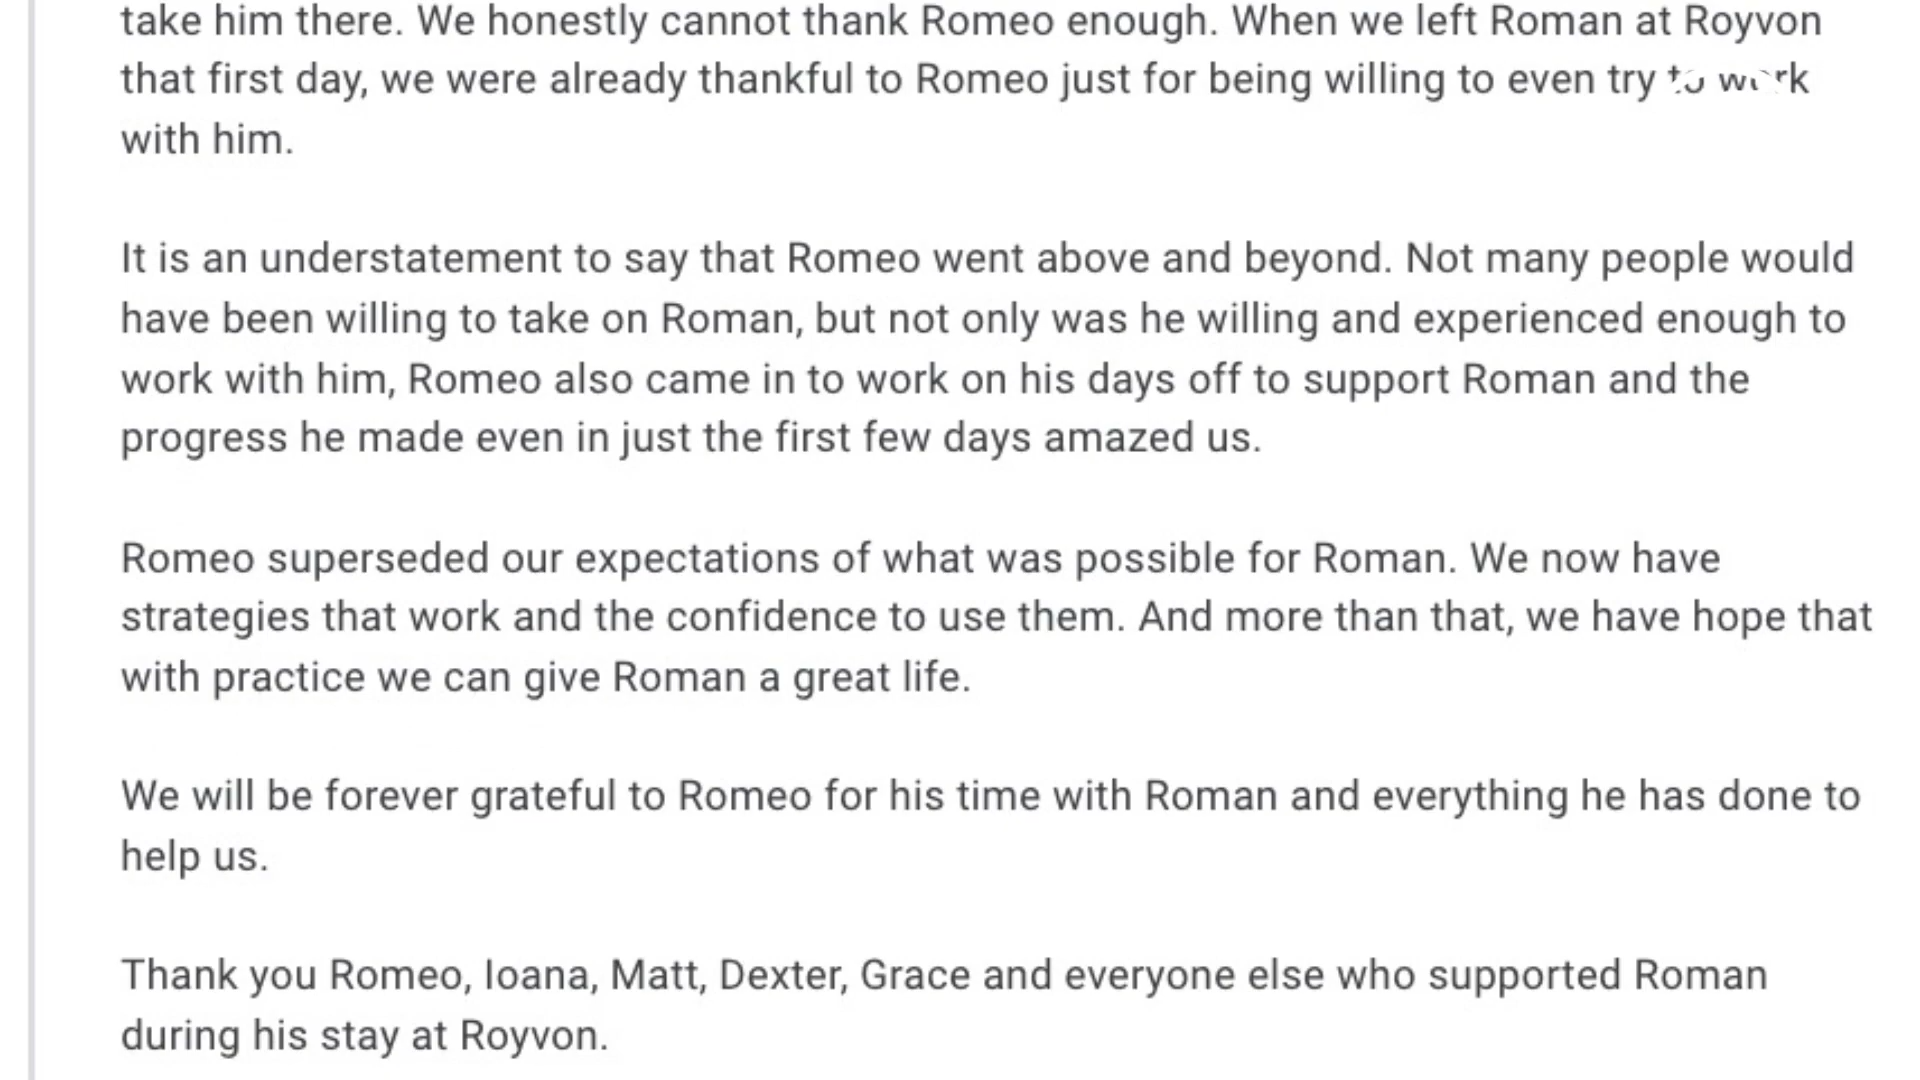 take him there. We honestly cannot thank Romeo enough. When we left Roman at Royvon
that first day, we were already thankful to Romeo just for being willing to even try to work
with him.
It is an understatement to say that Romeo went above and beyond. Not many people would
have been willing to take on Roman, but not only was he willing and experienced enough to
work with him, Romeo also came in to work on his days off to support Roman and the
progress he made even in just the first few days amazed us.
Romeo superseded our expectations of what was possible for Roman. We now have
strategies that work and the confidence to use them. And more than that, we have hope that
with practice we can give Roman a great life.
We will be forever grateful to Romeo for his time with Roman and everything he has done to
help us.
Thank you Romeo, Ioana, Matt, Dexter, Grace and everyone else who supported Roman
during his stay at Royvon.